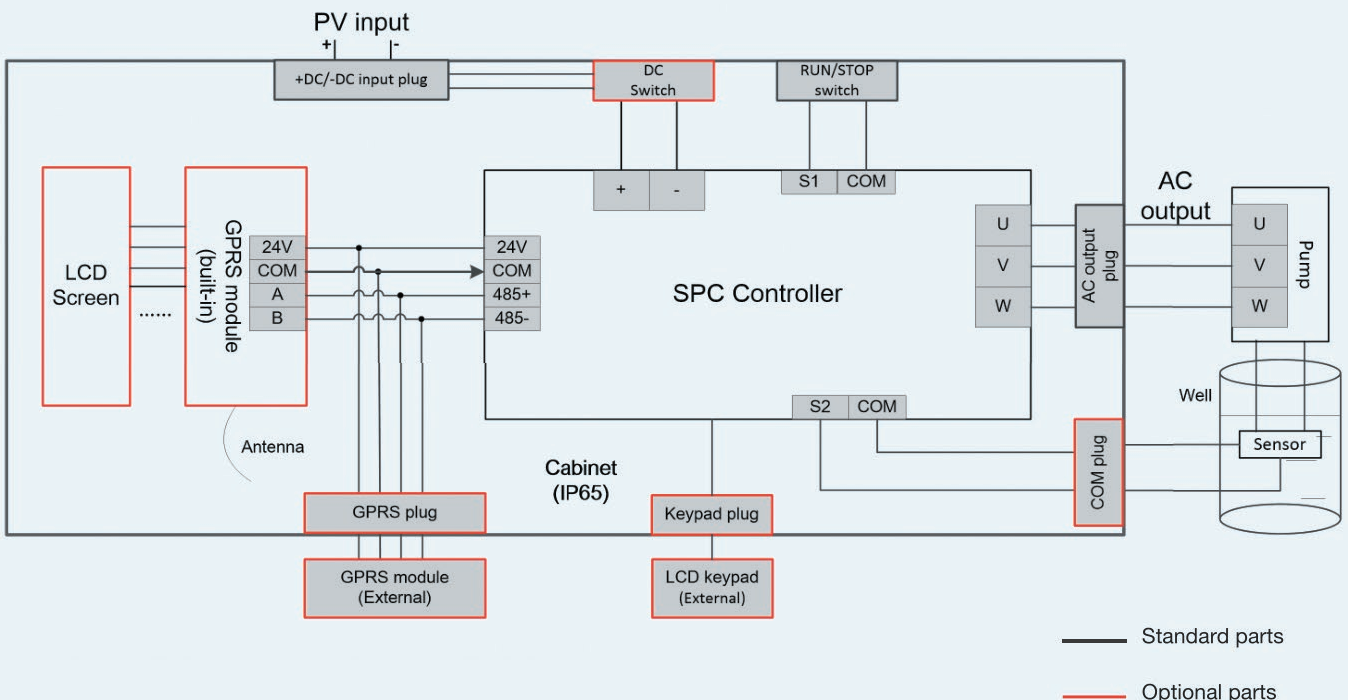 PV input
+ -
+DC/-DC input plug
DC
Switch
RUN/STOP
switch
+ -
S1 COM
LCD
Screen
......
GPRS module
(built-in)
24V
COM
A
B
24V
COM
485+
485-
SPC Controller
U
V
W
AC output
plug
AC
output
U
V
W
Pump
S2 COM
Well
Sensor
COM plug
Antenna
Cabinet
(IP65)
GPRS plug
Keypad plug
GPRS module
(External)
LCD keypad
(External)
Standard parts
Optional parts